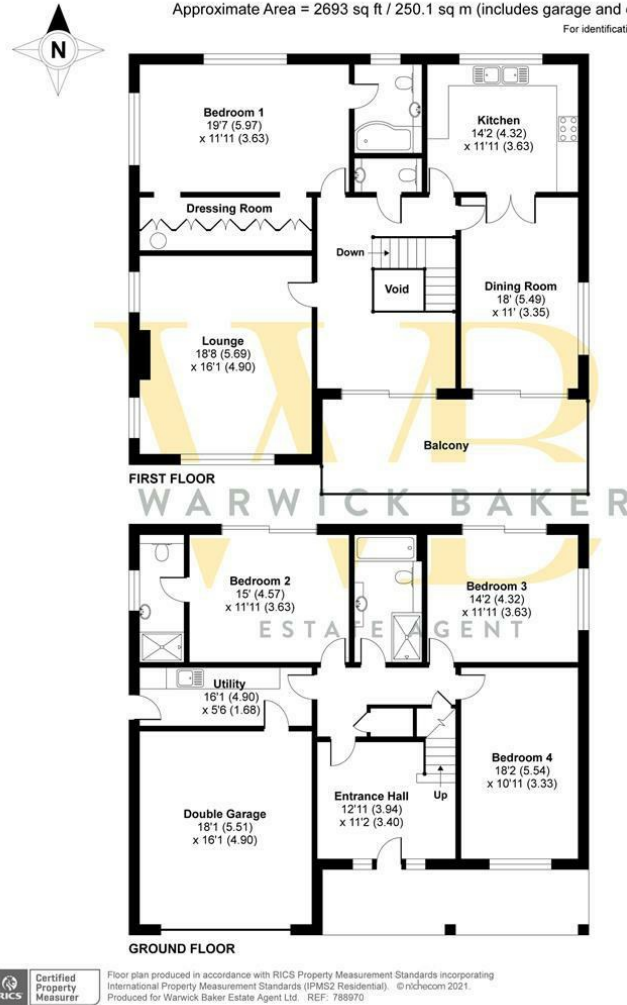 Approximate Area = 2693 sq ft / 250.1 sq m (includes garage and
For identificati
N
Bedroom 1
19'7 (5.97)
x 11'11 (3.63)
Kitchen
14'2 (4.32)
x 11'11 (3.63)
Dressing Room
Down
Void
Dining Room
18' (5.49)
x 11' (3.35)
Lounge
18'8 (5.69)
x 16'1 (4.90)
WB
Balcony
FIRST FLOOR
WARWICK BAKER
Bedroom 2
15' (4.57)
x 11'11 (3.63)
Bedroom 3
14'2 (4.32)
x 11'11 (3.63)
ESTATE AGENT
Utility
16'1 (4.90)
x 5'6 (1.68)
Bedroom 4
18'2 (5.54)
x 10'11 (3.33)
Up
Entrance Hall
12'11 (3.94)
x 11'2 (3.40)
Double Garage
18'1 (5.51)
x 16'1 (4.90)
GROUND FLOOR
RICS
Certified
Property
Measurer
Floor plan produced in accordance with RICS Property Measurement Standards incorporating
International Property Measurement Standards (IPMS2 Residential). © nichecom 2021.
Produced for Warwick Baker Estate Agent Ltd. REF: 788970